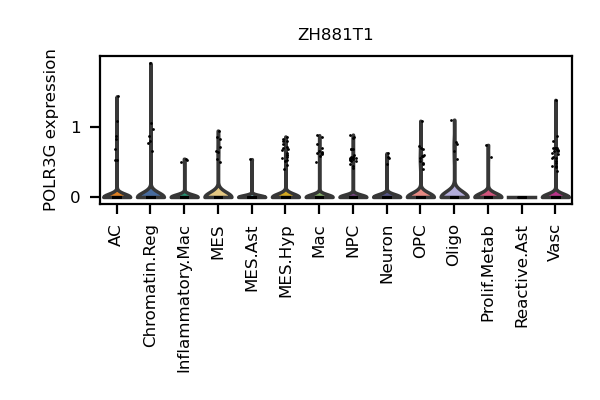 ZH881T1
POLR3G expression
1
0
AC
Chromatin.Reg
Inflammatory.Mac
MES
MES.Ast
MES.Hyp
Mac
NPC
Neuron
OPC
Oligo
Prolif.Metab
Reactive.Ast
Vasc